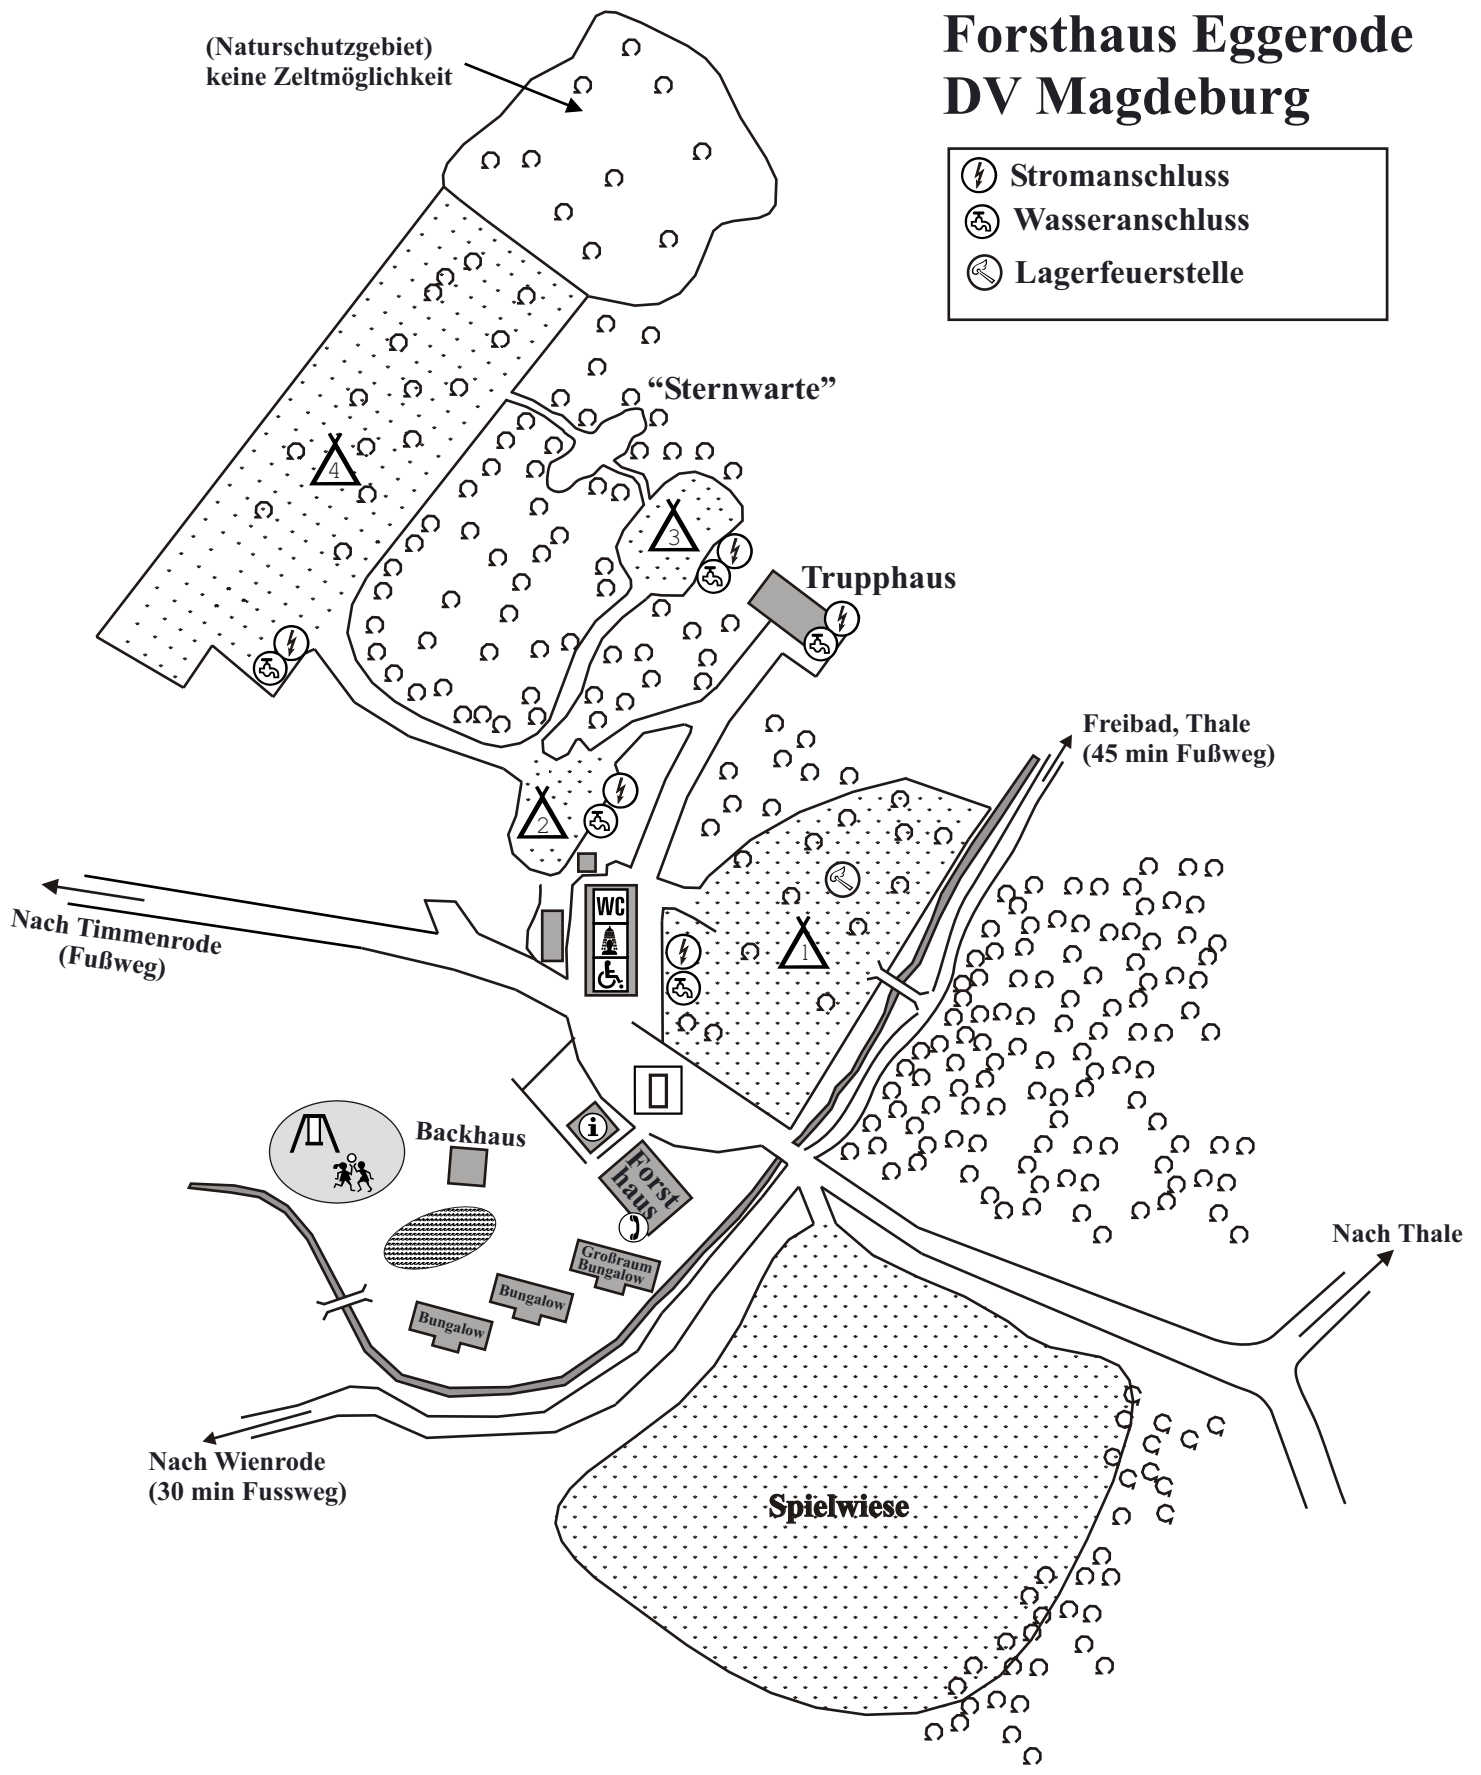 Forsthaus Eggerode
DV Magdeburg
(Naturschutzgebiet)
keine Zeltmöglichkeit
Stromanschluss
Wasseranschluss
Lagerfeuerstelle
“Sternwarte”
4
3
Trupphaus
Freibad, Thale
(45 min Fußweg)
2
Nach Timmenrode
(Fußweg)
WC
1
Backhaus
i
Forst
haus
Großraum
Bungalow
Bungalow
Bungalow
Nach Thale
Nach Wienrode
(30 min Fussweg)
Spielwiese